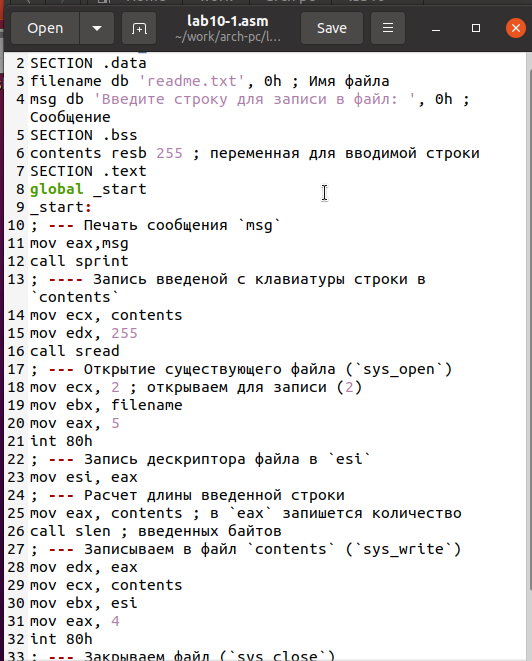 Open
lab10-1.asm
~/work/arch-pc/l...
Save
2 SECTION .data
3 filename db 'readme.txt', 0h ; Имя файла
4 msg db 'Введите строку для записи в файл: ', 0h ;
Сообщение
5 SECTION .bss
6 contents resb 255 ; переменная для вводимой строки
7 SECTION .text
8 global _start
9 _start:
10 ; --- Печать сообщения `msg`
11 mov eax,msg
12 call sprint
13 ; ---- Запись введеной с клавиатуры строки в
`contents`
14 mov ecx, contents
15 mov edx, 255
16 call sread
17 ; --- Открытие существующего файла (`sys_open`)
18 mov ecx, 2 ; открываем для записи (2)
19 mov ebx, filename
20 mov eax, 5
21 int 80h
22 ; --- Запись дескриптора файла в `esi`
23 mov esi, eax
24 ; --- Расчет длины введенной строки
25 mov eax, contents ; в `eax` запишется количество
26 call slen ; введенных байтов
27 ; --- Записываем в файл `contents` (`sys_write`)
28 mov edx, eax
29 mov ecx, contents
30 mov ebx, esi
31 mov eax, 4
32 int 80h
33 ; --- Закрываем файл (`sys_close`)